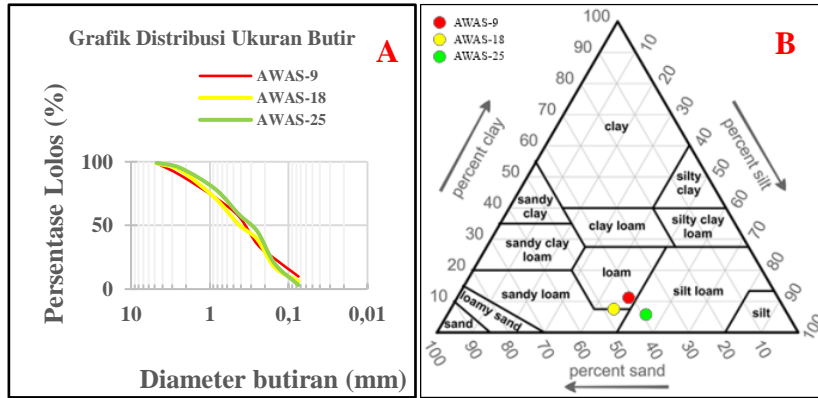 Grafik Distribusi Ukuran Butir
A
AWAS-9
AWAS-18
AWAS-25
Persentase Lolos (%)
100
50
0
10
1
0,1
0,01
Diameter butiran (mm)
AWAS-9
AWAS-18
AWAS-25
B
100
90
80
70
60
50
40
30
20
10
percent clay
10
20
30
40
50
60
70
80
90
100
percent silt
100
90
80
70
60
50
40
30
20
10
percent sand
clay
silty
clay
sandy
clay
clay loam
silty clay
loam
sandy clay
loam
loam
silt loam
sandy loam
loamy sand
sand
silt